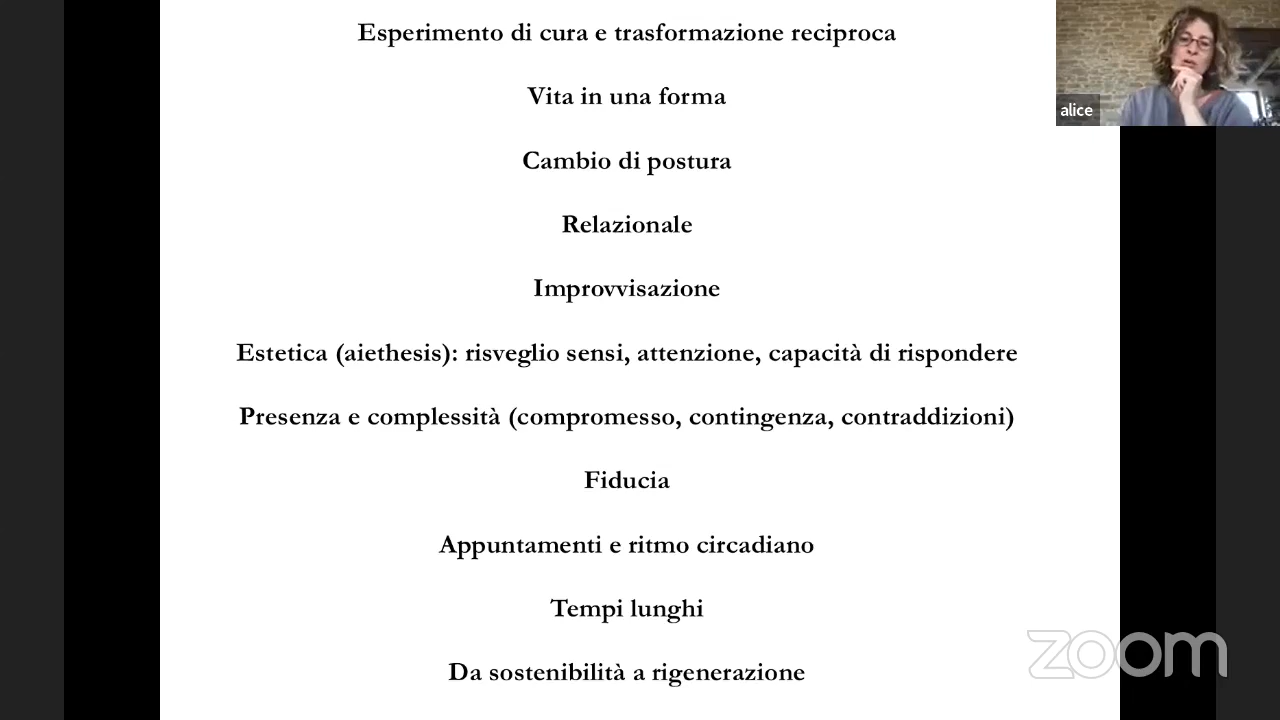 Esperimento di cura e trasformazione reciproca
alice
Vita in una forma
Cambio di postura
Relazionale
Improvvisazione
Estetica (aiethesis): risveglio sensi, attenzione, capacità di rispondere
Presenza e complessità (compromesso, contingenza, contraddizioni)
Fiducia
Appuntamenti e ritmo circadiano
Tempi lunghi
Da sostenibilità a rigenerazione
zoom